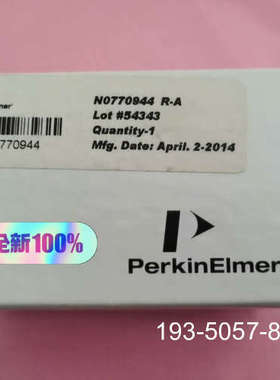 N0770944 R-A
Lot #54343
Quantity-1
Mfg. Date: April. 2-2014
770944
全新100%
PerkinElmer
193-5057-8